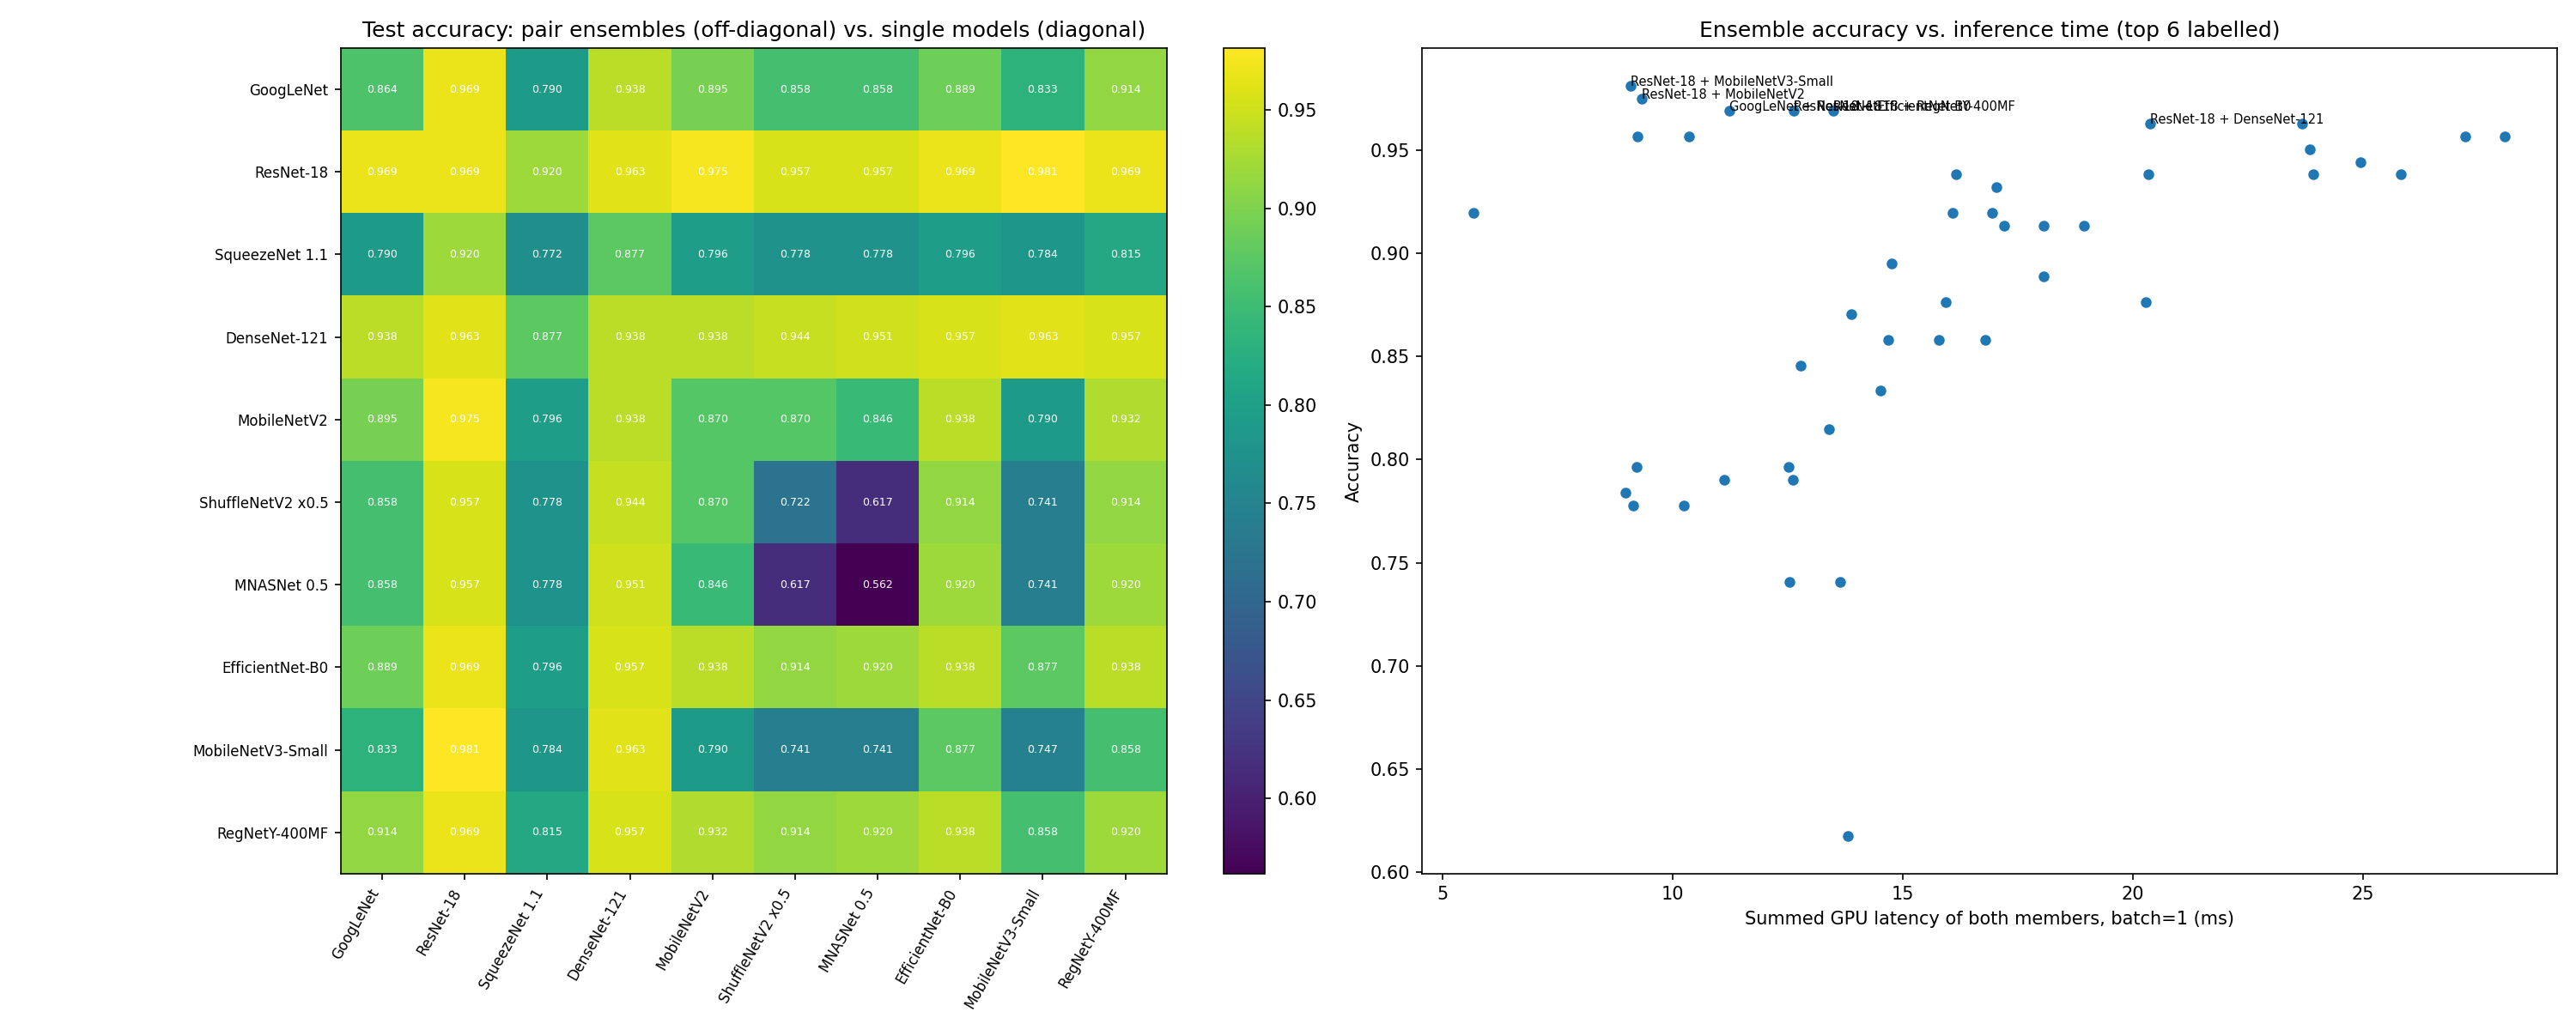 Test accuracy: pair ensembles (off-diagonal) vs. single models (diagonal)
GoogLeNet 0.864 0.969 0.790 0.938 0.895 0.858 0.858 0.889 0.833 0.914
ResNet-18 0.969 0.969 0.920 0.963 0.975 0.957 0.957 0.969 0.981 0.969
SqueezeNet 1.1 0.790 0.920 0.772 0.877 0.796 0.778 0.778 0.796 0.784 0.815
DenseNet-121 0.938 0.963 0.877 0.938 0.938 0.944 0.951 0.957 0.963 0.957
MobileNetV2 0.895 0.975 0.796 0.938 0.870 0.870 0.846 0.938 0.790 0.932
ShuffleNetV2 x0.5 0.858 0.957 0.778 0.944 0.870 0.722 0.617 0.914 0.741 0.914
MNASNet 0.5 0.858 0.957 0.778 0.951 0.846 0.617 0.562 0.920 0.741 0.920
EfficientNet-B0 0.889 0.969 0.796 0.957 0.938 0.914 0.920 0.938 0.877 0.938
MobileNetV3-Small 0.833 0.981 0.784 0.963 0.790 0.741 0.741 0.877 0.747 0.858
RegNetY-400MF 0.914 0.969 0.815 0.957 0.932 0.914 0.920 0.938 0.858 0.920
GoogLeNet
ResNet-18
SqueezeNet 1.1
DenseNet-121
MobileNetV2
ShuffleNetV2 x0.5
MNASNet 0.5
EfficientNet-B0
MobileNetV3-Small
RegNetY-400MF
0.95
0.90
0.85
0.80
0.75
0.70
0.65
0.60
Ensemble accuracy vs. inference time (top 6 labelled)
ResNet-18 + MobileNetV3-Small
ResNet-18 + MobileNetV2
GoogLeNet +
ResNet-18 + DenseNet-121
Accuracy
0.95
0.90
0.85
0.80
0.75
0.70
0.65
0.60
5 10 15 20 25
Summed GPU latency of both members, batch=1 (ms)